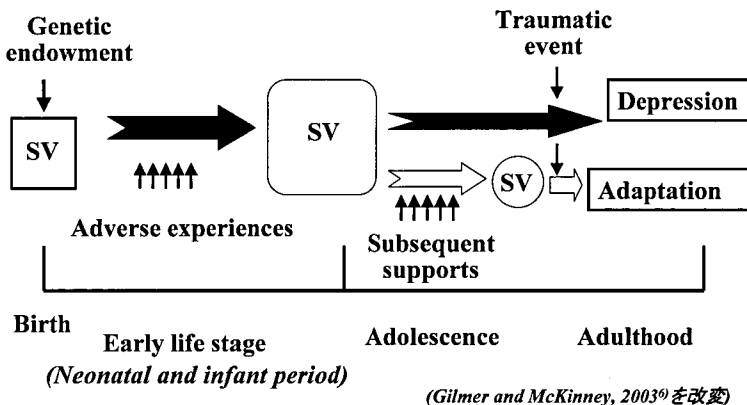 Genetic
endowment
Traumatic
event
SV
SV
Depression
SV
Adaptation
Adverse experiences
Subsequent
supports
Birth
Early life stage
(Neonatal and infant period)
Adolescence
Adulthood
(Gilmer and McKinney, 2003⁶⁾を改変)